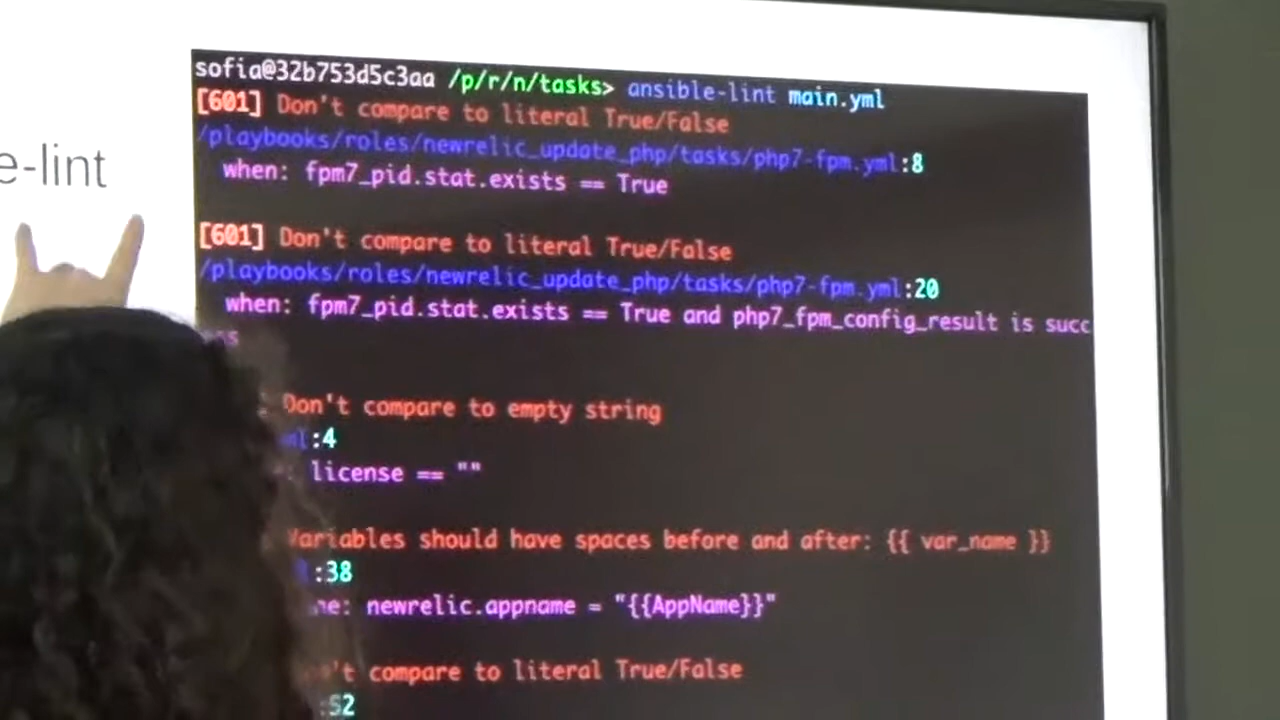 e-lint
sofia@32b753d5c3aa /p/r/n/tasks> ansible-lint main.yml
[601] Don't compare to literal True/False
/playbooks/roles/newrelic_update_php/tasks/php7-fpm.yml:8
when: fpm7_pid.stat.exists == True
[601] Don't compare to literal True/False
/playbooks/roles/newrelic_update_php/tasks/php7-fpm.yml:20
when: fpm7_pid.stat.exists == True and php7_fpm_config_result is succ
Don't compare to empty string
:4
license == ""
Variables should have spaces before and after: {{ var_name }}
:38
ne: newrelic.appname = "{{AppName}}"
't compare to literal True/False
:52